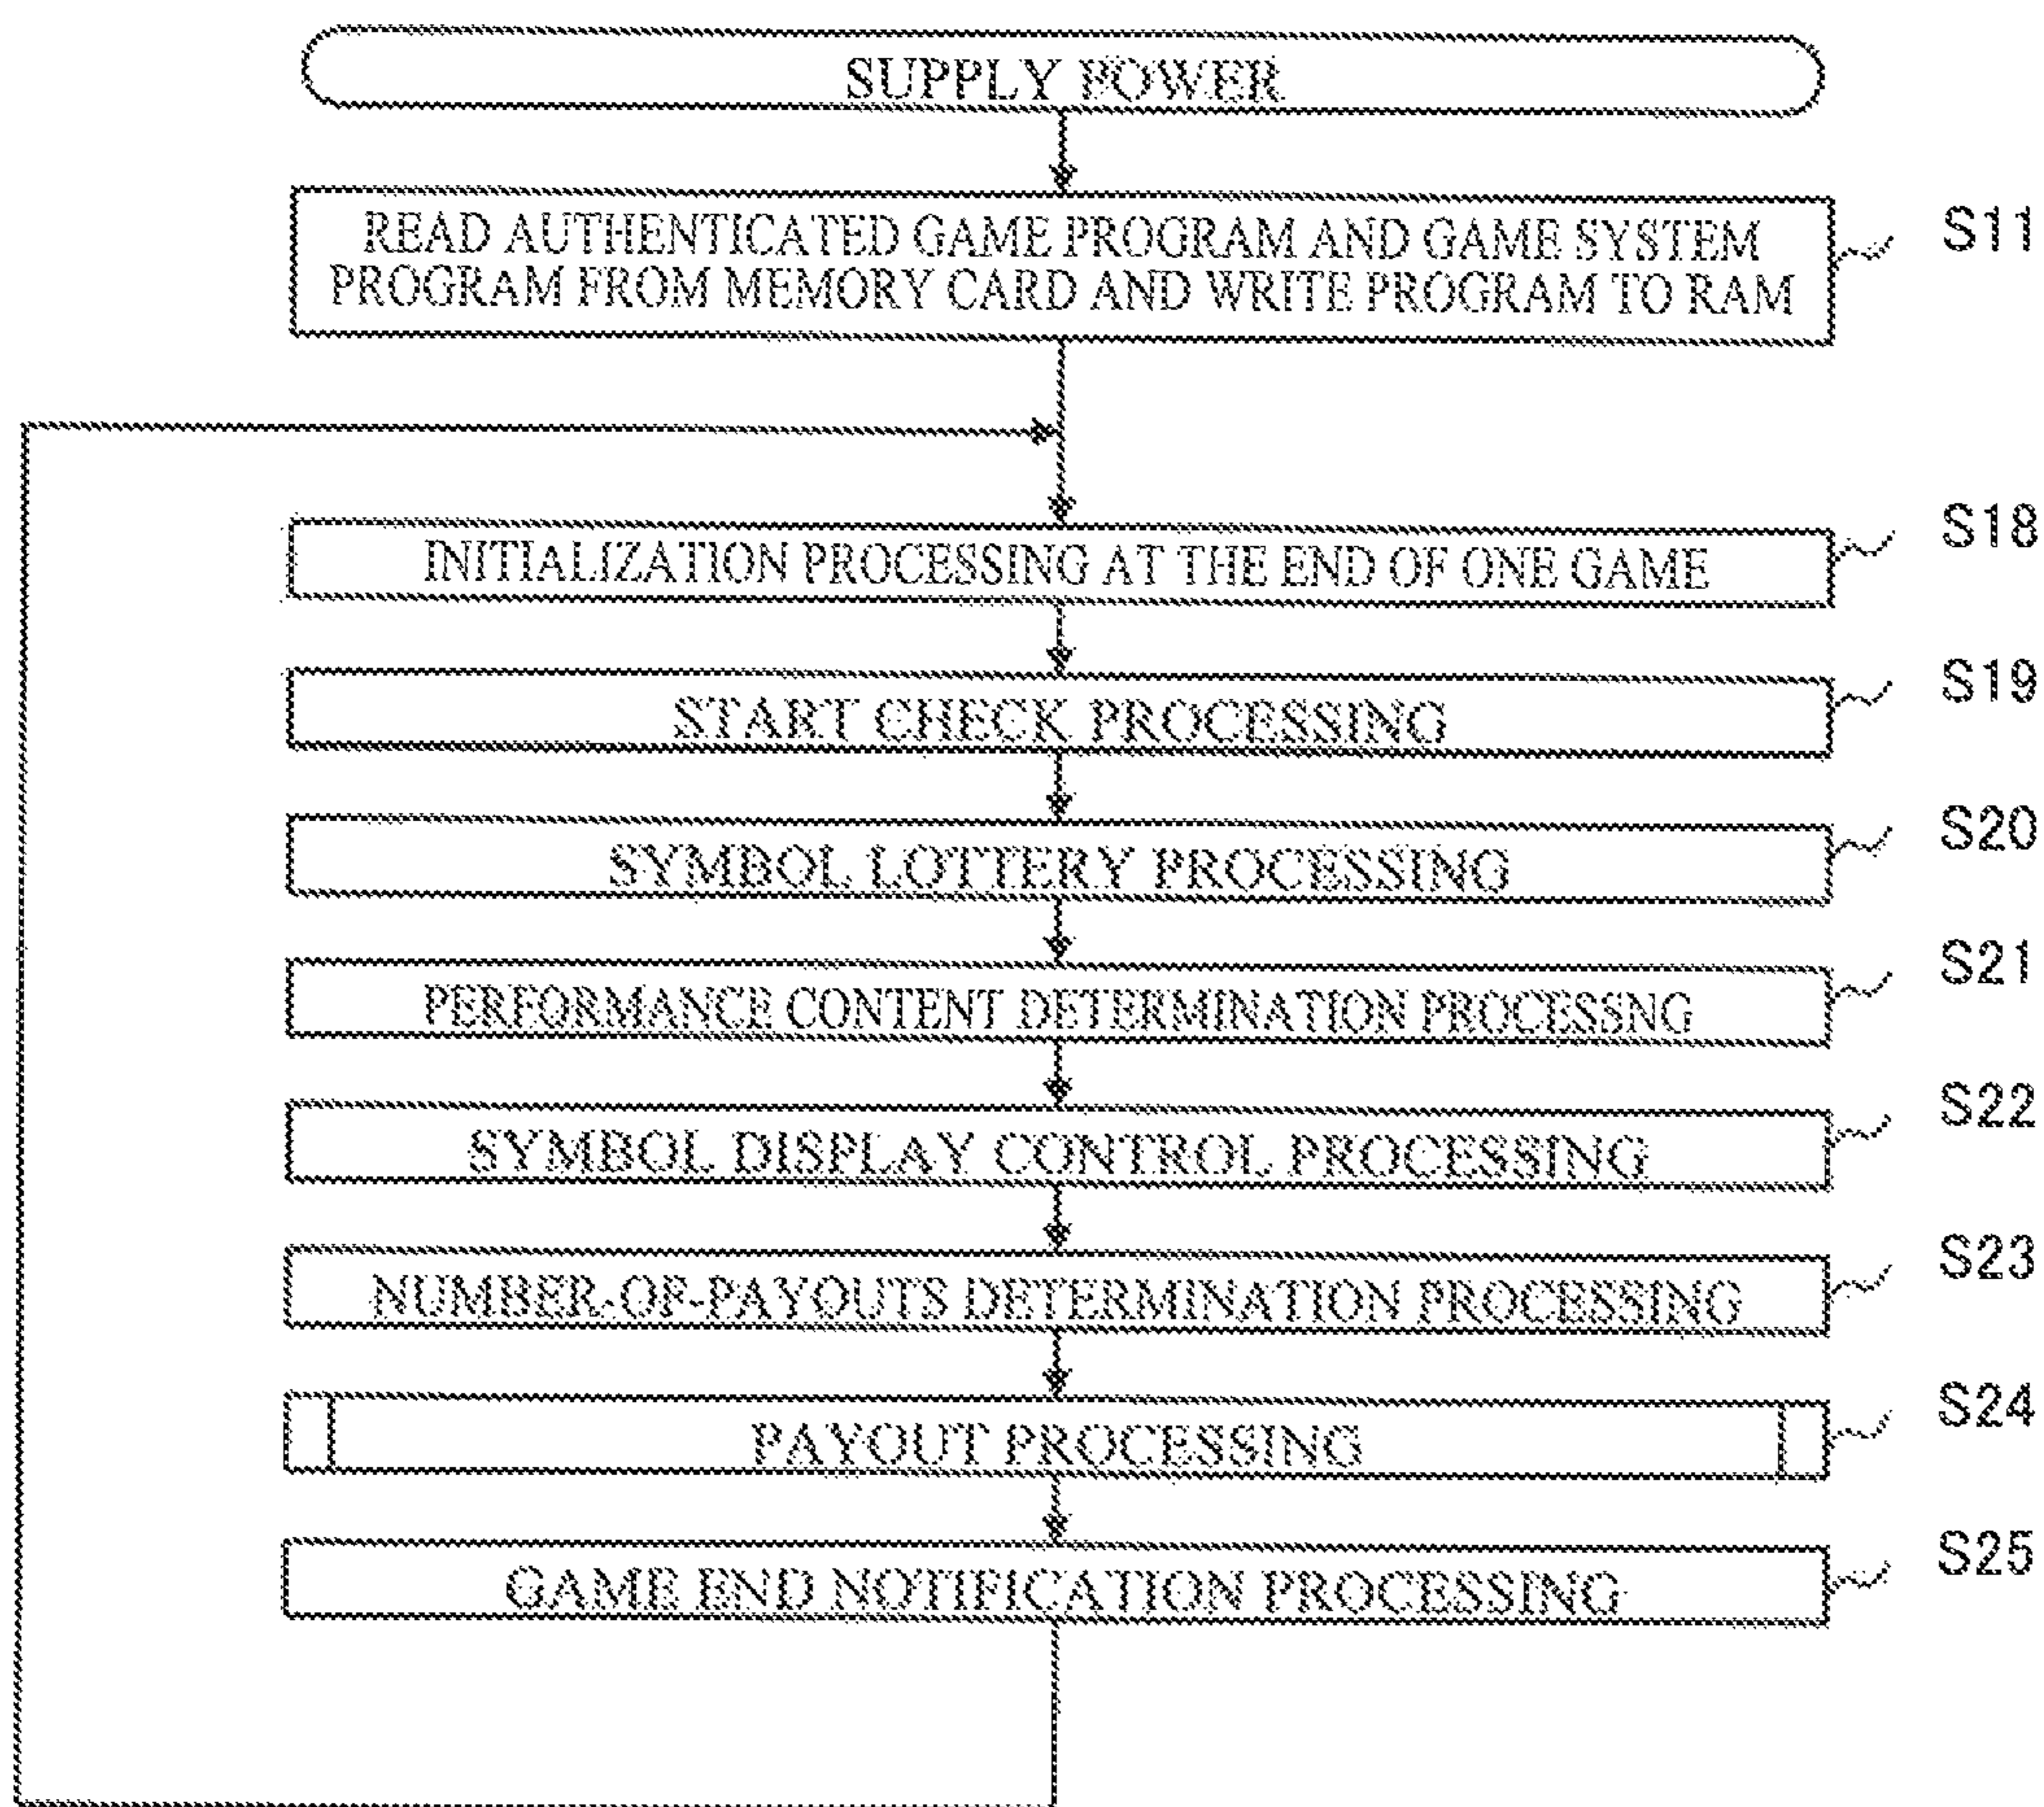 SUPPLY POWER
READ AUTHENTICATED GAME PROGRAM AND GAME SYSTEM
PROGRAM FROM MEMORY CARD AND WRITE PROGRAM TO RAM
S11
INITIALIZATION PROCESSING AT THE END OF ONE GAME
S18
START CHECK PROCESSING
S19
SYMBOL LOTTERY PROCESSING
S20
PERFORMANCE CONTENT DETERMINATION PROCESSNG
S21
SYMBOL DISPLAY CONTROL PROCESSING
S22
NUMBER-OF-PAYOUTS DETERMINATION PROCESSING
S23
PAYOUT PROCESSING
S24
GAME END NOTIFICATION PROCESSING
S25